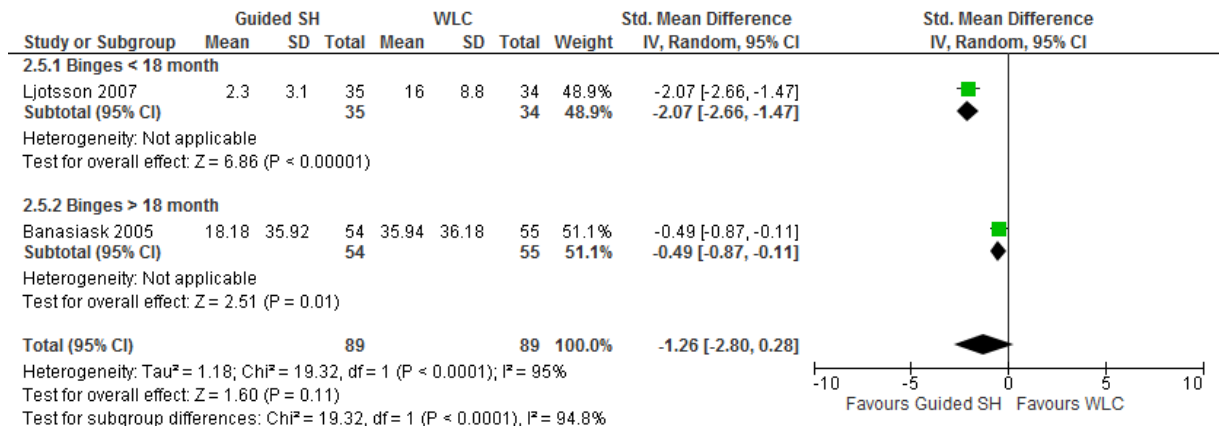 Guided SH WLC Std. Mean Difference Std. Mean Difference
Study or Subgroup Mean SD Total Mean SD Total Weight IV, Random, 95% CI IV, Random, 95% CI
2.5.1 Binges < 18 month
Ljotsson 2007 2.3 3.1 35 16 8.8 34 48.9% -2.07 [-2.66, -1.47]
Subtotal (95% CI) 35 34 48.9% -2.07 [-2.66, -1.47]
Heterogeneity: Not applicable
Test for overall effect: Z = 6.86 (P < 0.00001)
2.5.2 Binges > 18 month
Banasiask 2005 18.18 35.92 54 35.94 36.18 55 51.1% -0.49 [-0.87, -0.11]
Subtotal (95% CI) 54 55 51.1% -0.49 [-0.87, -0.11]
Heterogeneity: Not applicable
Test for overall effect: Z = 2.51 (P = 0.01)
Total (95% CI) 89 89 100.0% -1.26 [-2.80, 0.28]
Heterogeneity: Tau² = 1.18; Chi² = 19.32, df = 1 (P < 0.0001); I² = 95%
Test for overall effect: Z = 1.60 (P = 0.11)
Test for subgroup differences: Chi² = 19.32, df = 1 (P < 0.0001), I² = 94.8%
-10 -5 0 5 10
Favours Guided SH Favours WLC